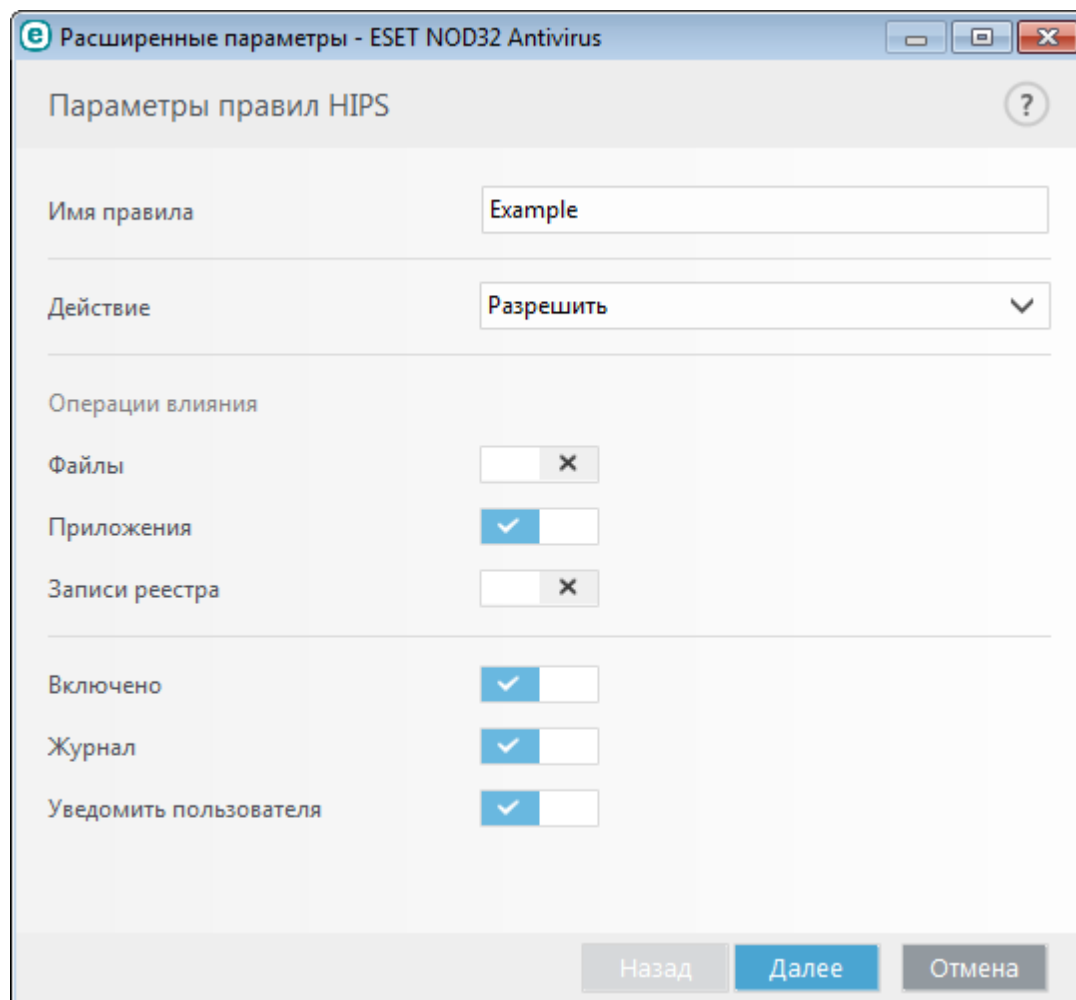 Расширенные параметры - ESET NOD32 Antivirus
Параметры правил HIPS
?
Имя правила
Example
Действие
Разрешить
Операции влияния
Файлы
Приложения
Записи реестра
Включено
Журнал
Уведомить пользователя
Назад Далее Отмена